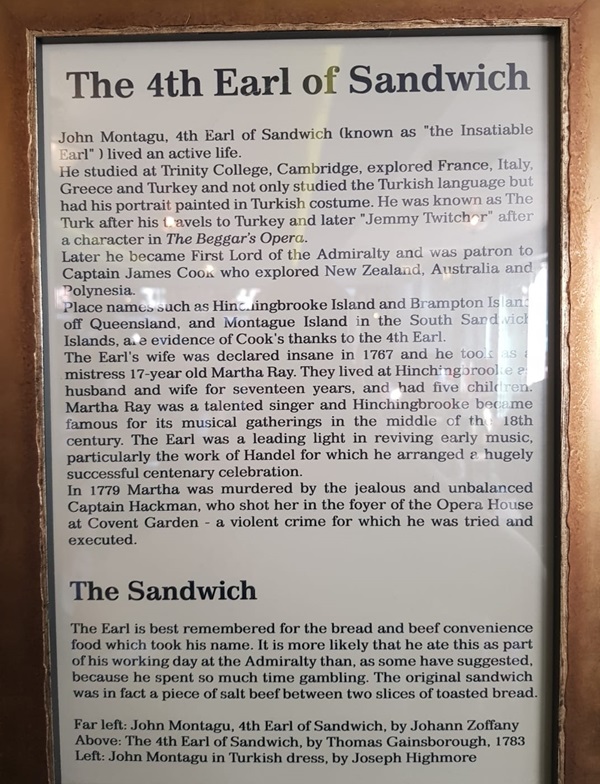 The 4th Earl of Sandwich
John Montagu, 4th Earl of Sandwich (known as "the Insatiable
Earl" ) lived an active life.
He studied at Trinity College, Cambridge, explored France, Italy,
Greece and Turkey and not only studied the Turkish language but
had his portrait painted in Turkish costume. He was known as The
Turk after his travels to Turkey and later "Jemmy Twitcher" after
a character in The Beggar's Opera.
Later he became First Lord of the Admiralty and was patron to
Captain James Cook who explored New Zealand, Australia and
Polynesia.
Place names such as Hinchingbrooke Island and Brampton Island
off Queensland, and Montague Island in the South Sandwich
Islands, are evidence of Cook's thanks to the 4th Earl.
The Earl's wife was declared insane in 1767 and he took as a
mistress 17-year old Martha Ray. They lived at Hinchingbrooke as
husband and wife for seventeen years, and had five children.
Martha Ray was a talented singer and Hinchingbrooke became
famous for its musical gatherings in the middle of the 18th
century. The Earl was a leading light in reviving early music,
particularly the work of Handel for which he arranged a hugely
successful centenary celebration.
In 1779 Martha was murdered by the jealous and unbalanced
Captain Hackman, who shot her in the foyer of the Opera House
at Covent Garden - a violent crime for which he was tried and
executed.
The Sandwich
The Earl is best remembered for the bread and beef convenience
food which took his name. It is more likely that he ate this as part
of his working day at the Admiralty than, as some have suggested,
because he spent so much time gambling. The original sandwich
was in fact a piece of salt beef between two slices of toasted bread.
Far left: John Montagu, 4th Earl of Sandwich, by Johann Zoffany
Above: The 4th Earl of Sandwich, by Thomas Gainsborough, 1783
Left: John Montagu in Turkish dress, by Joseph Highmore